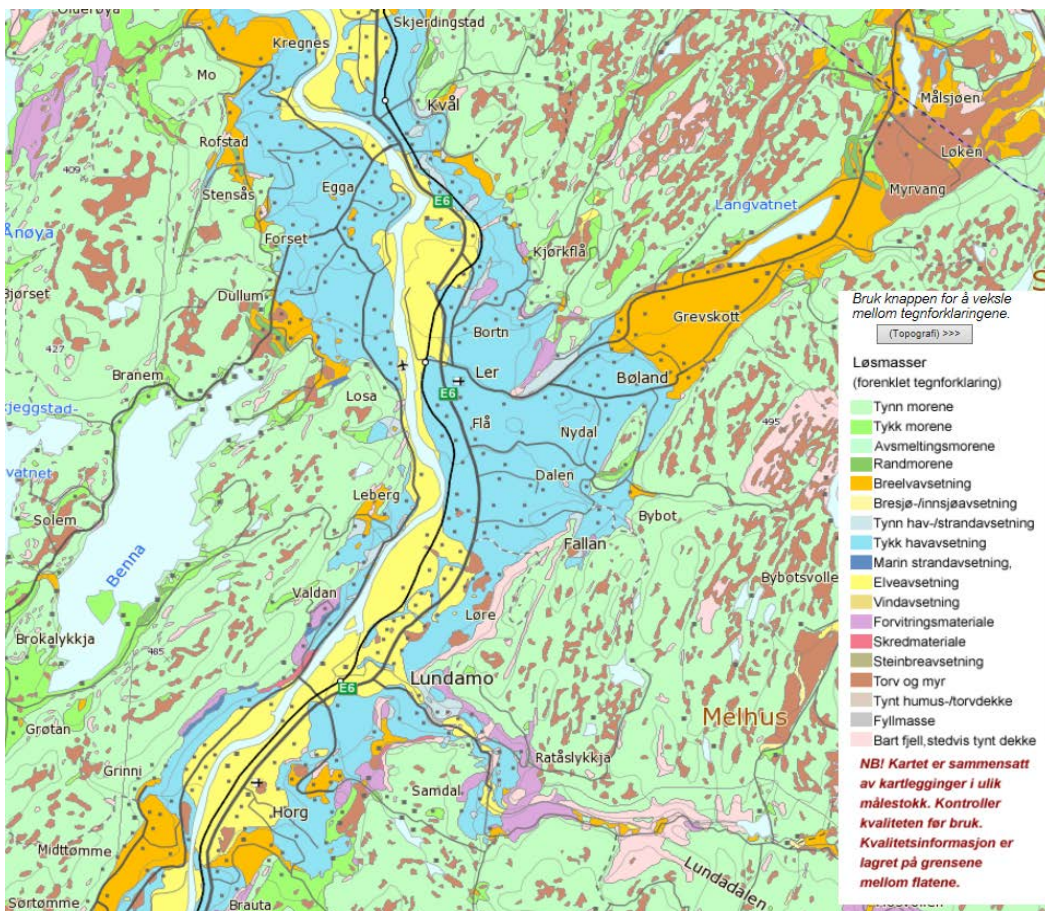 Olderøya
Skjerdingstad
Kregnes
Mo
Kvål
Målsjøen
Rofstad
Løken
409
Egga
Myrvang
Stensås
E6
Langvatnet
Ånøya
Forset
Kjørkflå
Bjørset
Dullum
Grevskott
Bortn
427
Branem
Ler
Bøland
Losa
E6
jeggstad-
vatnet
Flå
Nydal
495
Dalen
Leberg
Solem
Bybot
Fallan
Benna
Bybotsvolle
Valdan
Løre
Brokalykkja
485
Lundamo
E6
Melhus
Grøtan
Ratåslykkja
Grinni
Samdal
Horg
Midttømme
Lundadalen
Sørtømme
Brauta
Bruk knappen for å veksle
mellom tegnforklaringene.
(Topografi) >>>
Løsmasser
(forenklet tegnforklaring)
Tynn morene
Tykk morene
Avsmeltingsmorene
Randmorene
Breelvavsetning
Bresjø-/innsjøavsetning
Tynn hav-/strandavsetning
Tykk havavsetning
Marin strandavsetning,
Elveavsetning
Vindavsetning
Forvitringsmateriale
Skredmateriale
Steinbreavsetning
Torv og myr
Tynt humus-/torvdekke
Fyllmasse
Bart fjell,stedvis tynt dekke
NB! Kartet er sammensatt
av kartlegginger i ulik
målestokk. Kontroller
kvaliteten før bruk.
Kvalitetsinformasjon er
lagret på grensene
mellom flatene.